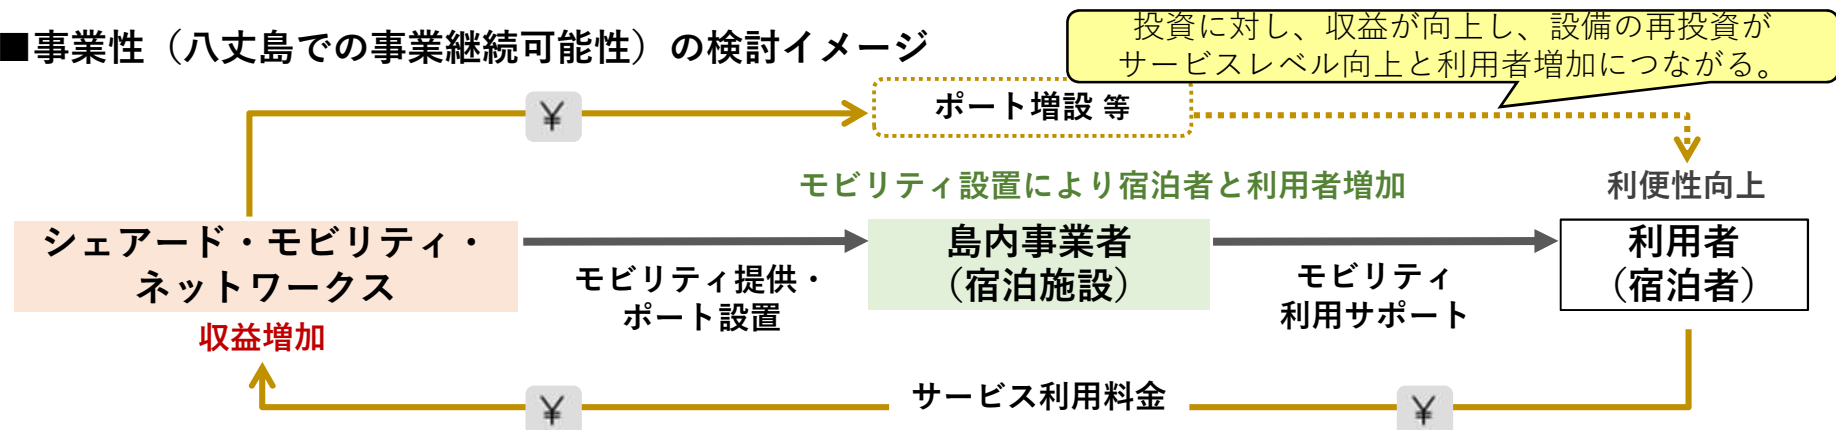 ■事業性（八丈島での事業継続可能性）の検討イメージ
投資に対し、収益が向上し、設備の再投資が
サービスレベル向上と利用者増加につながる。
¥
ポート増設 等
モビリティ設置により宿泊者と利用者増加
利便性向上
シェアード・モビリティ・
ネットワークス
モビリティ提供・
ポート設置
島内事業者
（宿泊施設）
モビリティ
利用サポート
利用者
（宿泊者）
収益増加
¥
サービス利用料金
¥